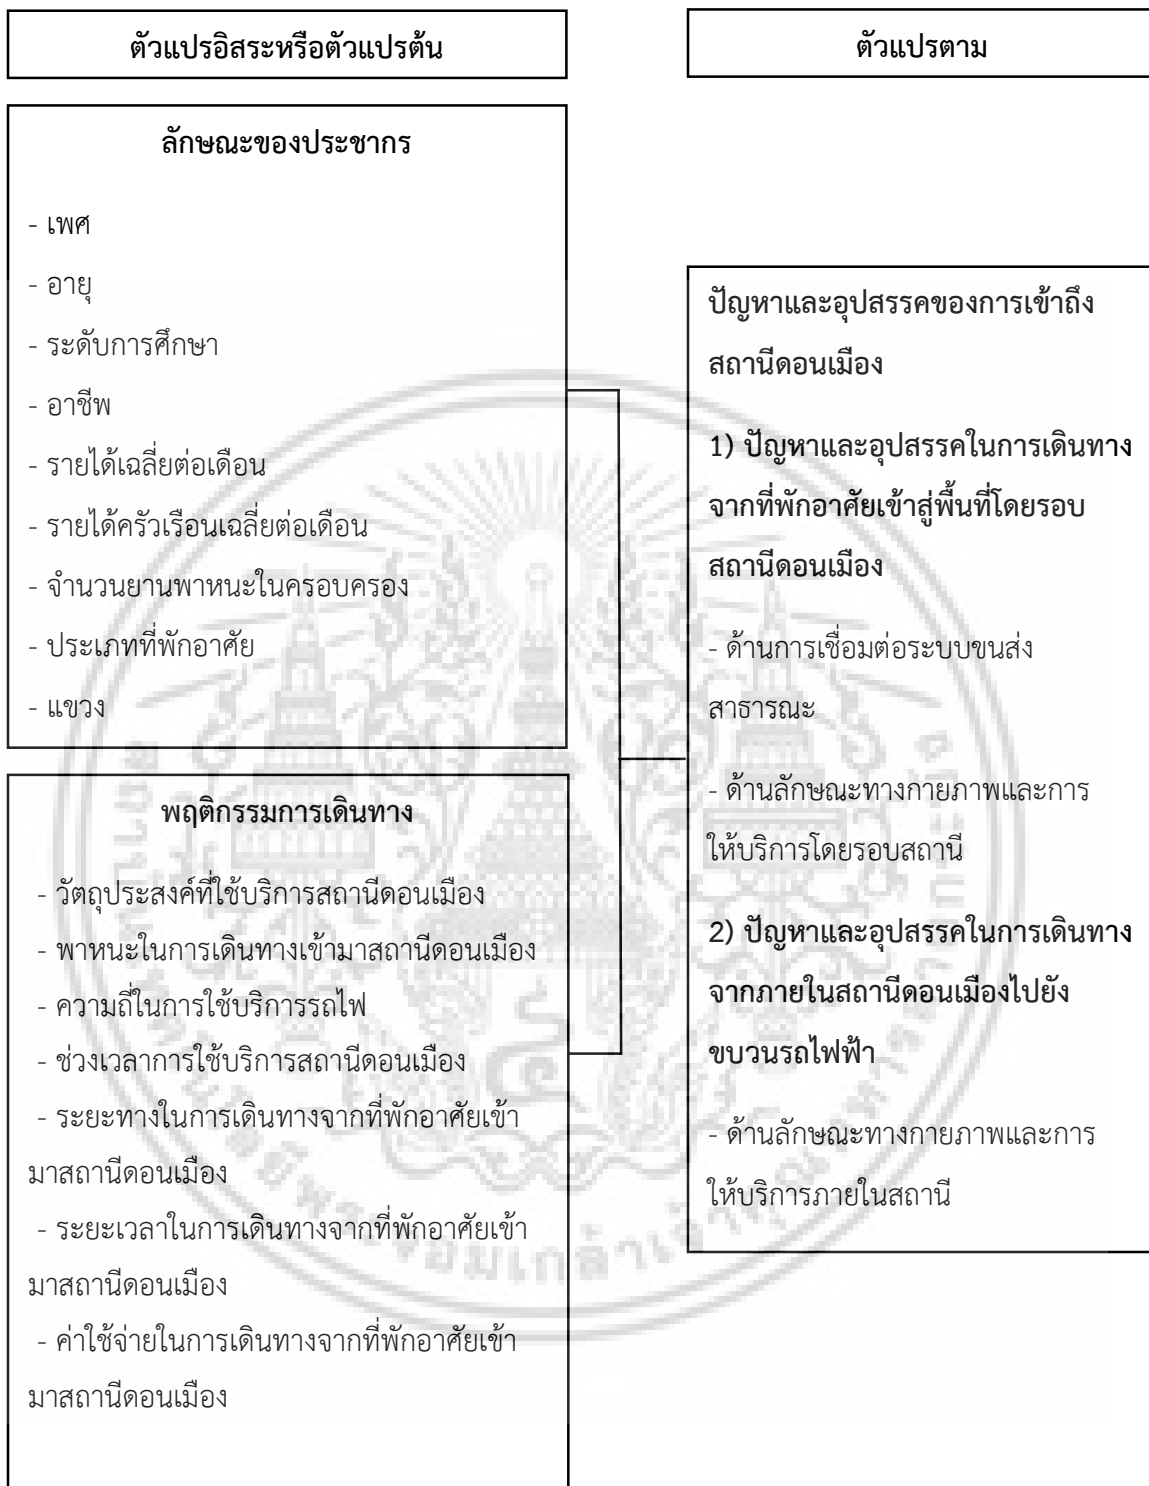 ตัวแปรอิสระหรือตัวแปรต้น
ตัวแปรตาม
ลักษณะของประชากร
- เพศ
- อายุ
- ระดับการศึกษา
- อาชีพ
- รายได้เฉลี่ยต่อเดือน
- รายได้ครัวเรือนเฉลี่ยต่อเดือน
- จำนวนยานพาหนะในครอบครอง
- ประเภทที่พักอาศัย
- แขวง
พฤติกรรมการเดินทาง
- วัตถุประสงค์ที่ใช้บริการสถานีดอนเมือง
- พาหนะในการเดินทางเข้ามาสถานีดอนเมือง
- ความถี่ในการใช้บริการรถไฟ
- ช่วงเวลาการใช้บริการสถานีดอนเมือง
- ระยะทางในการเดินทางจากที่พักอาศัยเข้า
มาสถานีดอนเมือง
- ระยะเวลาในการเดินทางจากที่พักอาศัยเข้า
มาสถานีดอนเมือง
- ค่าใช้จ่ายในการเดินทางจากที่พักอาศัยเข้า
มาสถานีดอนเมือง
ปัญหาและอุปสรรคของการเข้าถึง
สถานีดอนเมือง
1) ปัญหาและอุปสรรคในการเดินทาง
จากที่พักอาศัยเข้าสู่พื้นที่โดยรอบ
สถานีดอนเมือง
- ด้านการเชื่อมต่อระบบขนส่ง
สาธารณะ
- ด้านลักษณะทางกายภาพและการ
ให้บริการโดยรอบสถานี
2) ปัญหาและอุปสรรคในการเดินทาง
จากภายในสถานีดอนเมืองไปยัง
ขบวนรถไฟฟ้า
- ด้านลักษณะทางกายภาพและการ
ให้บริการภายในสถานี